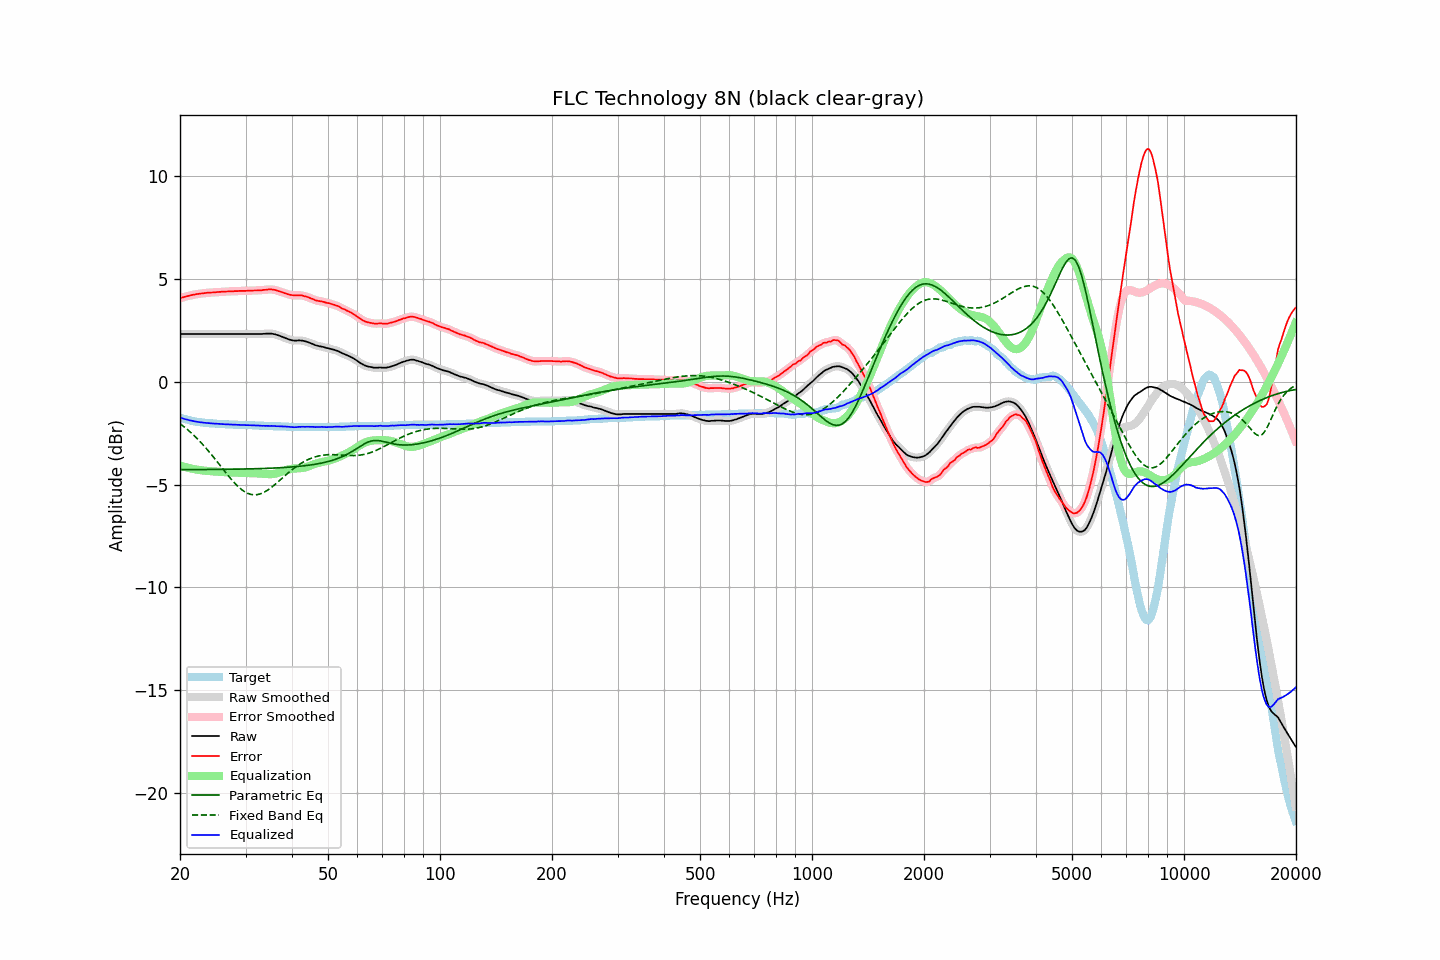 FLC Technology 8N (black clear-gray)
Amplitude (dBr)
10
5
0
−5
−10
−15
−20
Target
Raw Smoothed
Error Smoothed
Raw
Error
Equalization
Parametric Eq
Fixed Band Eq
Equalized
20 50 100 200 500 1000 2000 5000 10000 20000
Frequency (Hz)